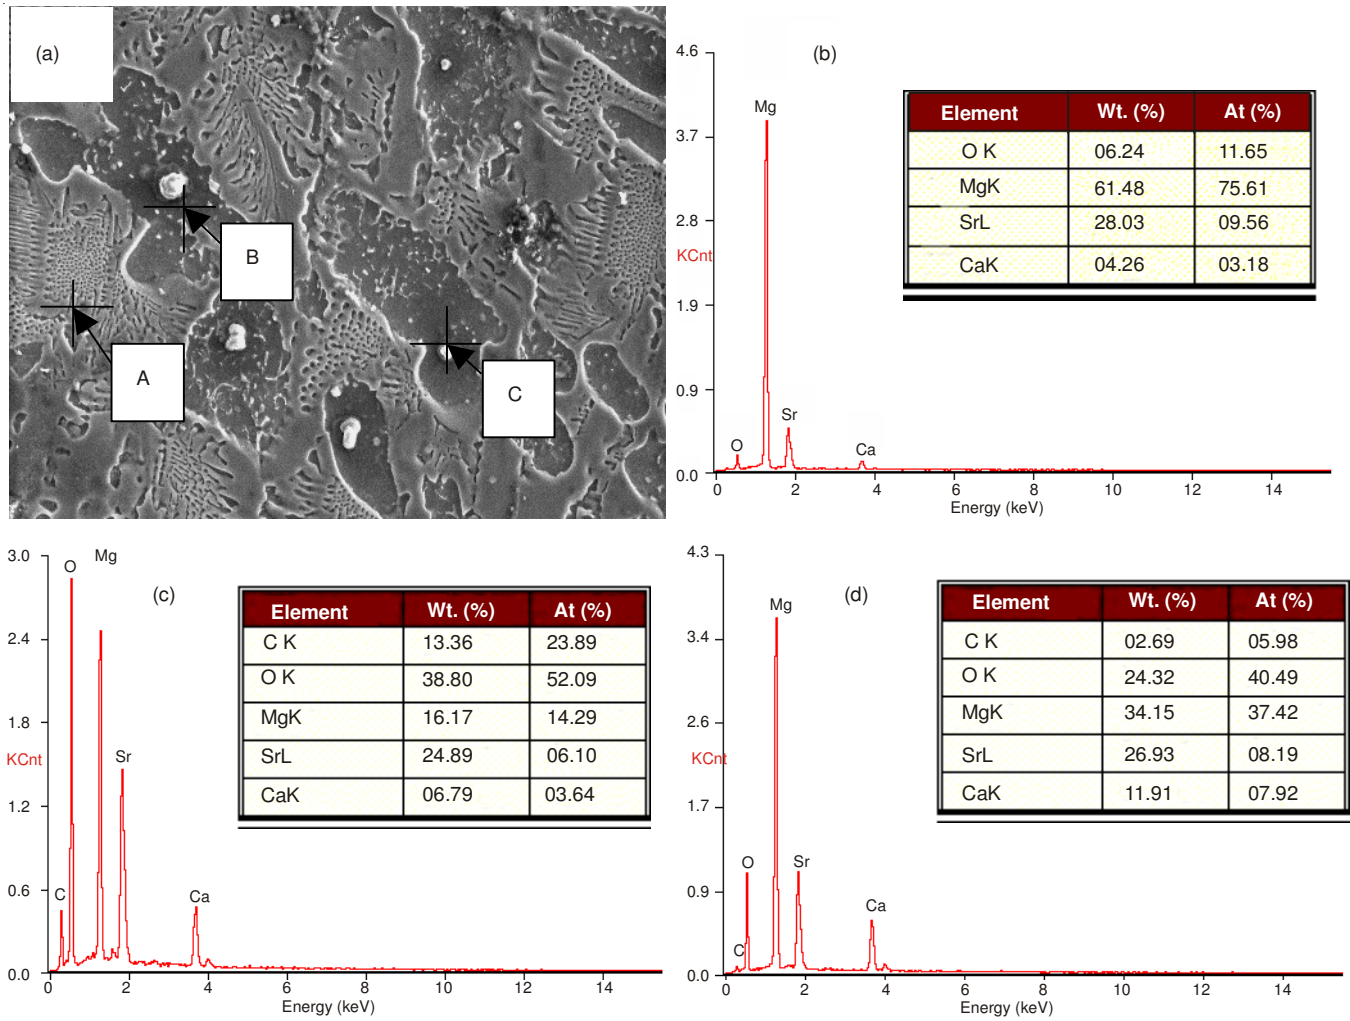 (a)
B
A
C
(b)
4.6
3.7
2.8
KCnt
1.9
0.9
0.0
Mg
O
Sr
Ca
0 2 4 6 8 10 12 14
Energy (keV)
Element Wt. (%) At (%)
O K 06.24 11.65
MgK 61.48 75.61
SrL 28.03 09.56
CaK 04.26 03.18
(c)
3.0
2.4
1.8
KCnt
1.2
0.6
0.0
C
O
Mg
Sr
Ca
0 2 4 6 8 10 12 14
Energy (keV)
Element Wt. (%) At (%)
C K 13.36 23.89
O K 38.80 52.09
MgK 16.17 14.29
SrL 24.89 06.10
CaK 06.79 03.64
(d)
4.3
3.4
2.6
KCnt
1.7
0.9
0.0
C
O
Mg
Sr
Ca
0 2 4 6 8 10 12 14
Energy (keV)
Element Wt. (%) At (%)
C K 02.69 05.98
O K 24.32 40.49
MgK 34.15 37.42
SrL 26.93 08.19
CaK 11.91 07.92